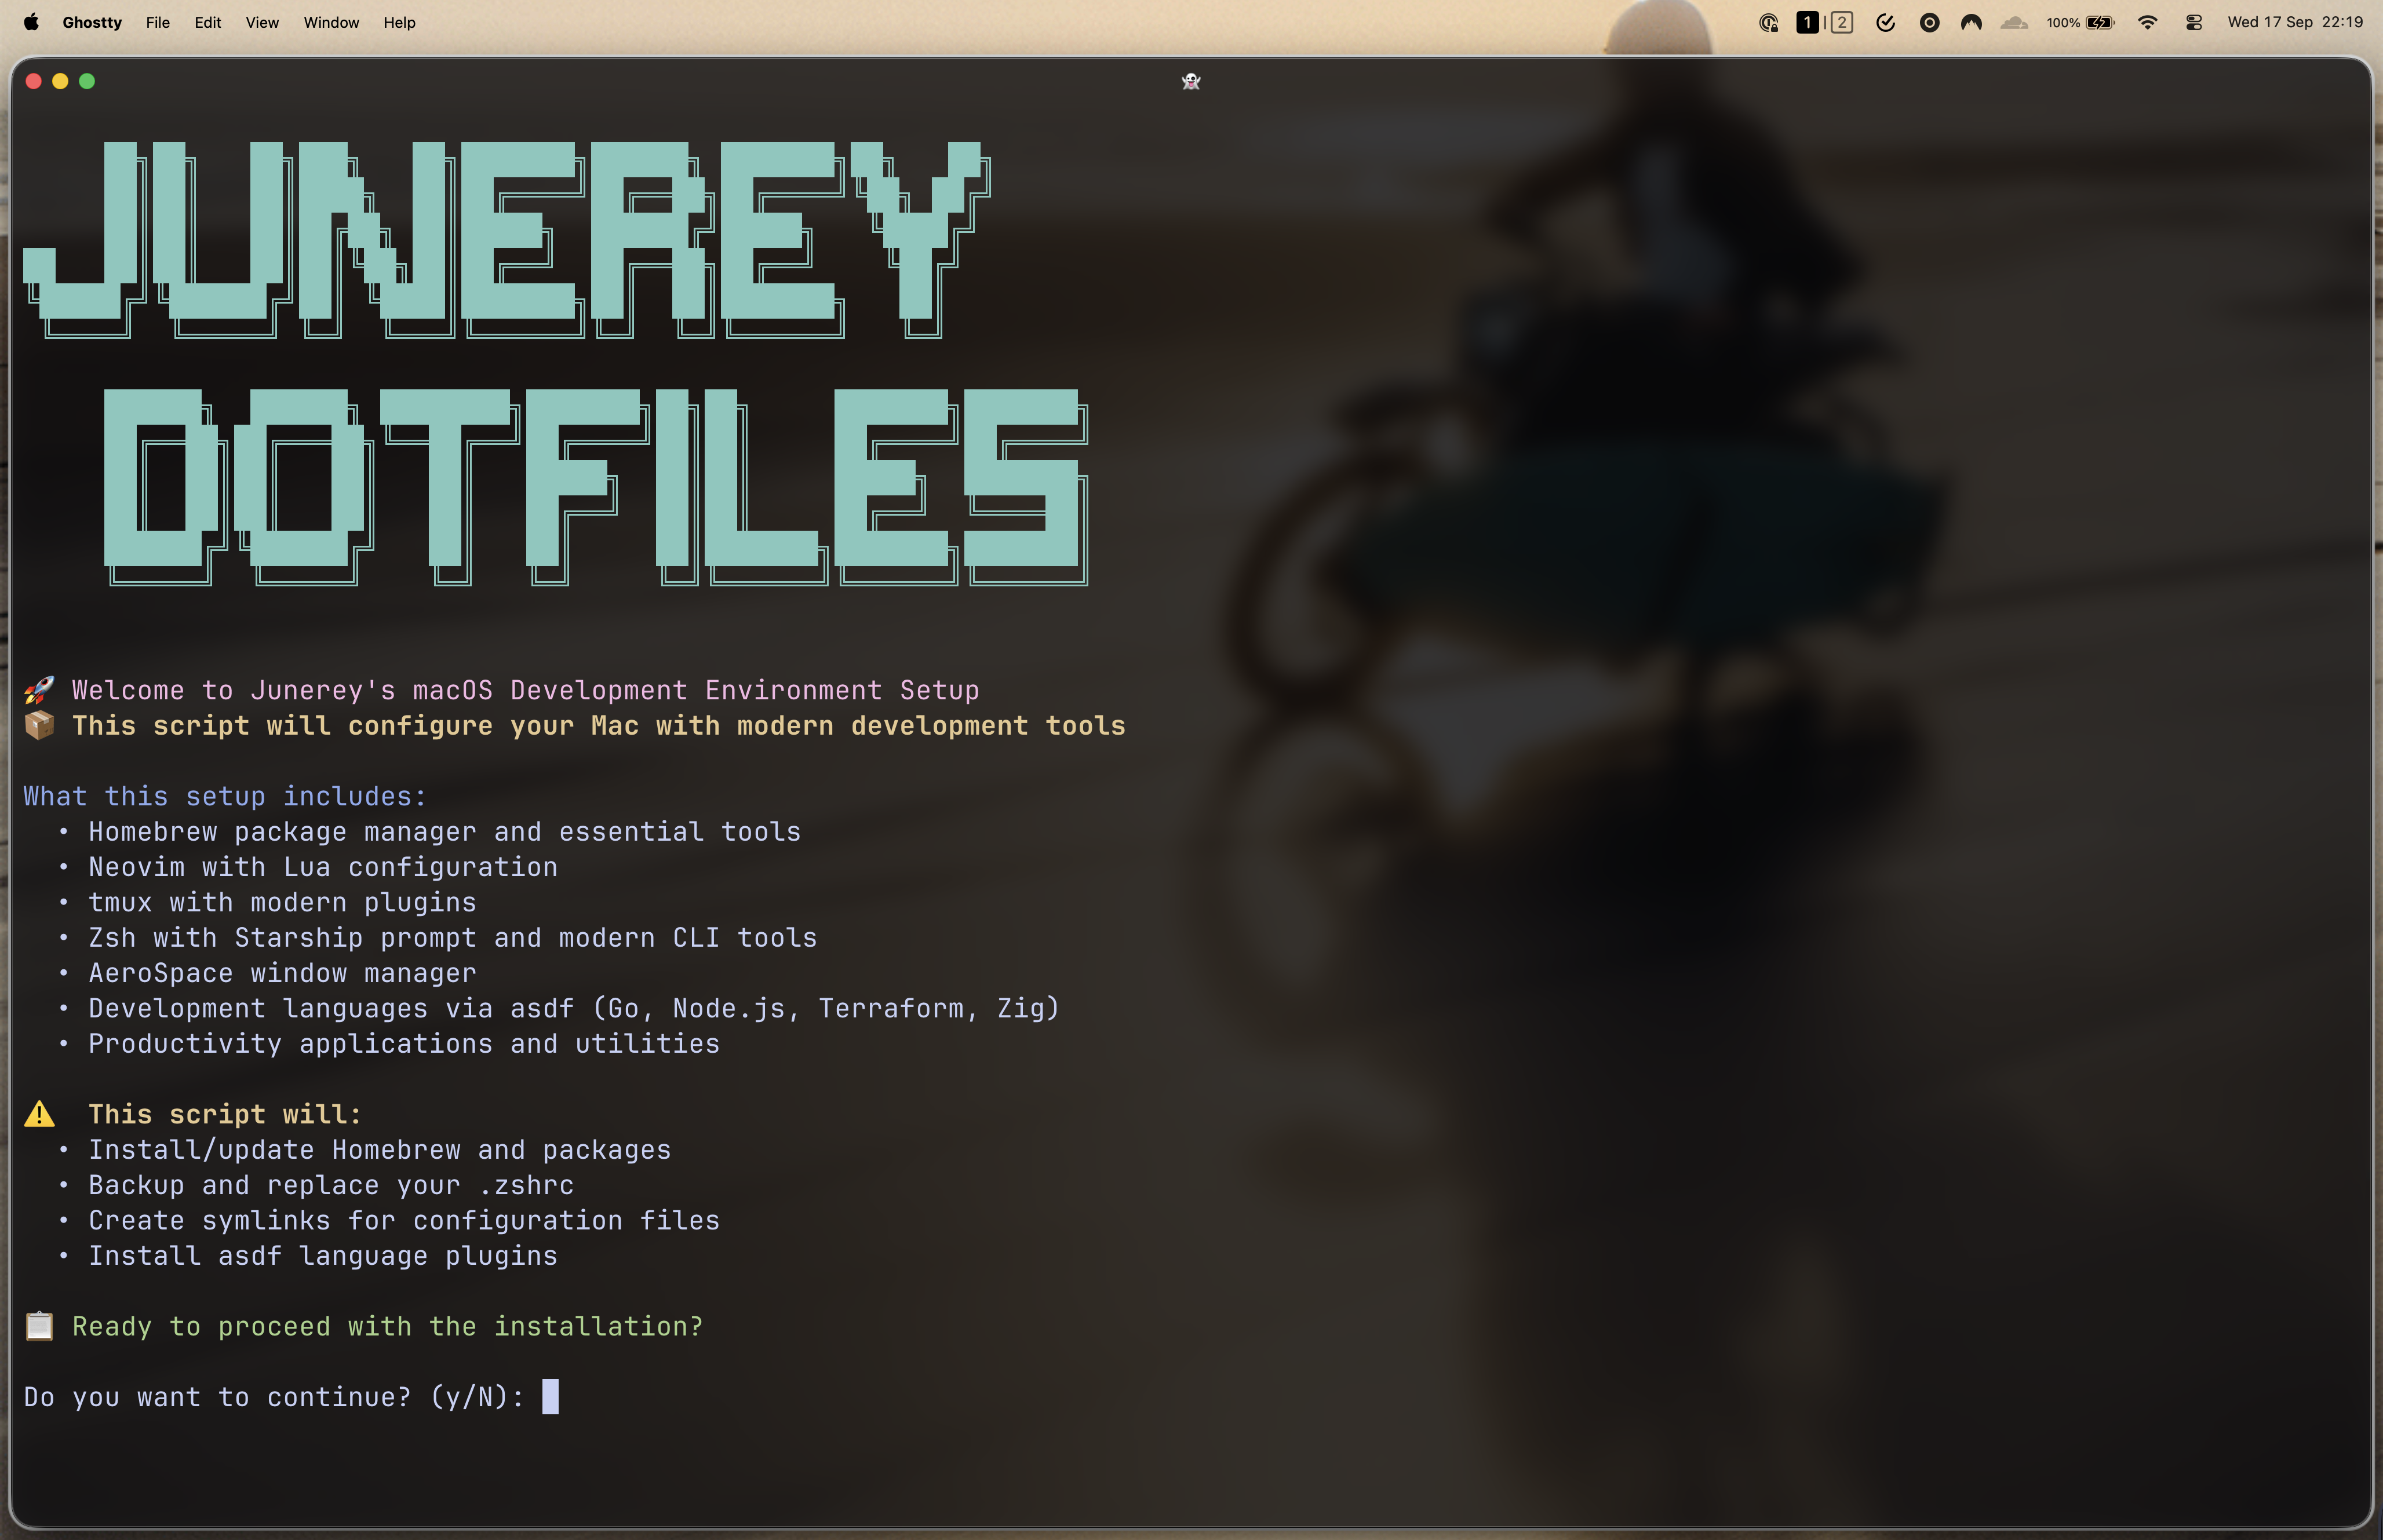 Ghostty File Edit View Window Help 1 2 100% Wed 17 Sep 22:19
JUNEREY
DOTFILES
🚀 Welcome to Junerey's macOS Development Environment Setup
📦 This script will configure your Mac with modern development tools
What this setup includes:
• Homebrew package manager and essential tools
• Neovim with Lua configuration
• tmux with modern plugins
• Zsh with Starship prompt and modern CLI tools
• AeroSpace window manager
• Development languages via asdf (Go, Node.js, Terraform, Zig)
• Productivity applications and utilities
⚠️ This script will:
• Install/update Homebrew and packages
• Backup and replace your .zshrc
• Create symlinks for configuration files
• Install asdf language plugins
📋 Ready to proceed with the installation?
Do you want to continue? (y/N):